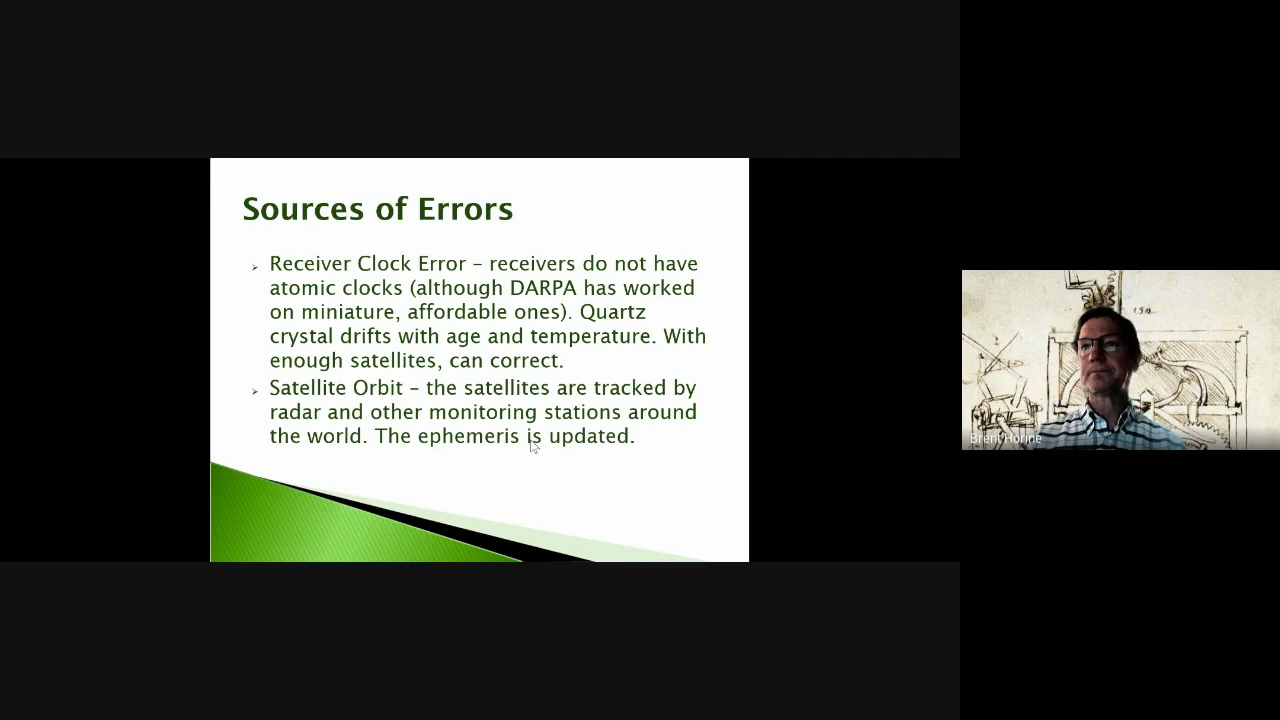 Sources of Errors
Receiver Clock Error – receivers do not have
atomic clocks (although DARPA has worked
on miniature, affordable ones). Quartz
crystal drifts with age and temperature. With
enough satellites, can correct.
Satellite Orbit – the satellites are tracked by
radar and other monitoring stations around
the world. The ephemeris is updated.
Brent Horine